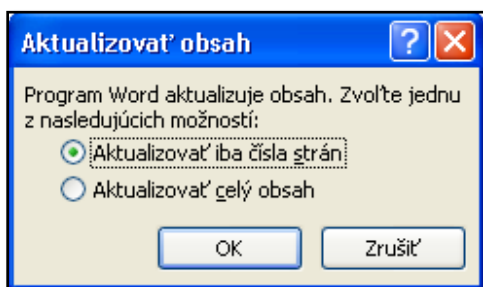 Aktualizovať obsah
Program Word aktualizuje obsah. Zvoľte jednu
z nasledujúcich možností:
Aktualizovať iba čísla strán
Aktualizovať celý obsah
OK Zrušiť